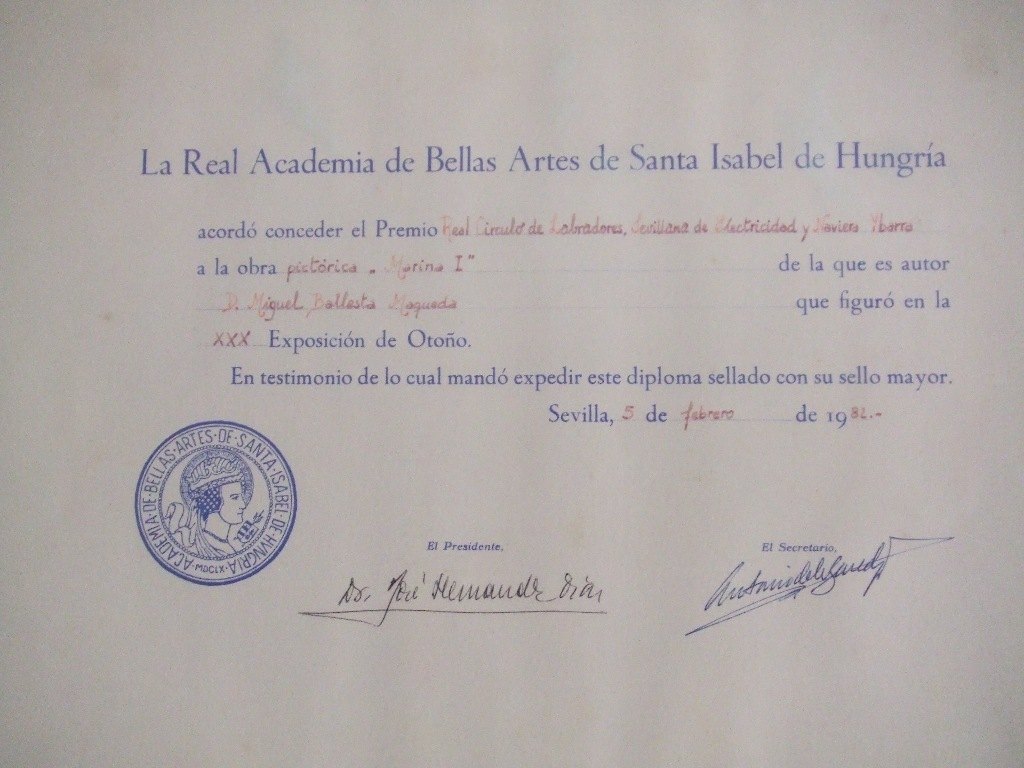 La Real Academia de Bellas Artes de Santa Isabel de Hungría
acordó conceder el Premio Real Circulo de Labradores, Sevillana de Electricidad y Naviera Ybarra
a la obra pictórica „Marina I" de la que es autor
D. Miguel Ballesta Maqueda que figuró en la
XXX Exposición de Otoño.
En testimonio de lo cual mandó expedir este diploma sellado con su sello mayor.
Sevilla, 5 de febrero de 1982.-
ACADEMIA·DE·BELLAS·ARTES·DE·SANTA·ISABEL·DE·HVNGRIA
·MDCLX·
El Presidente, El Secretario,
Dr. José Hernández Díaz